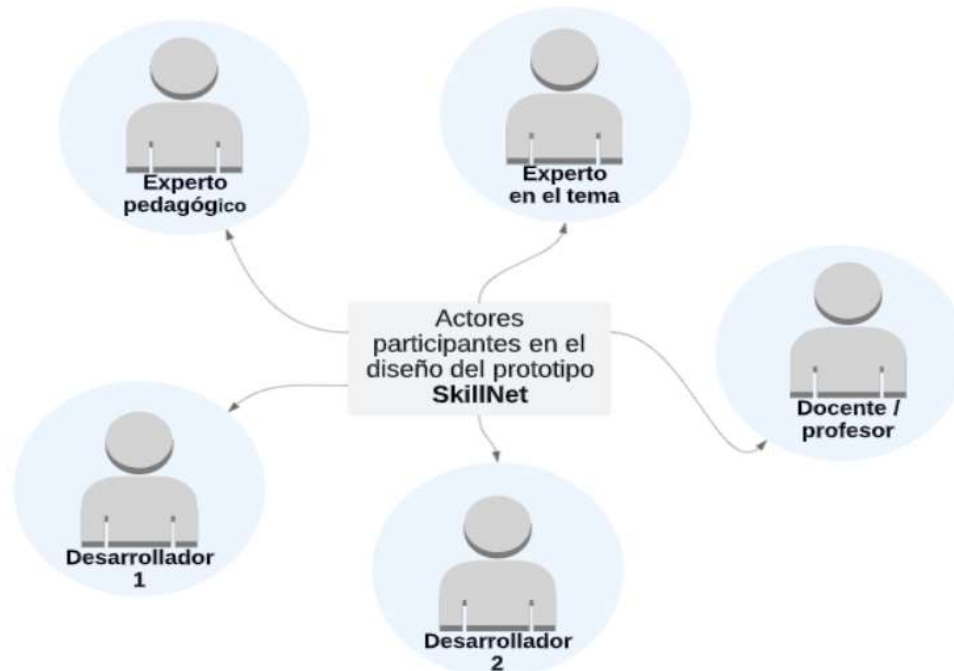 Experto
pedagógico
Experto
en el tema
Actores
participantes en el
diseño del prototipo
SkillNet
Docente /
profesor
Desarrollador
1
Desarrollador
2